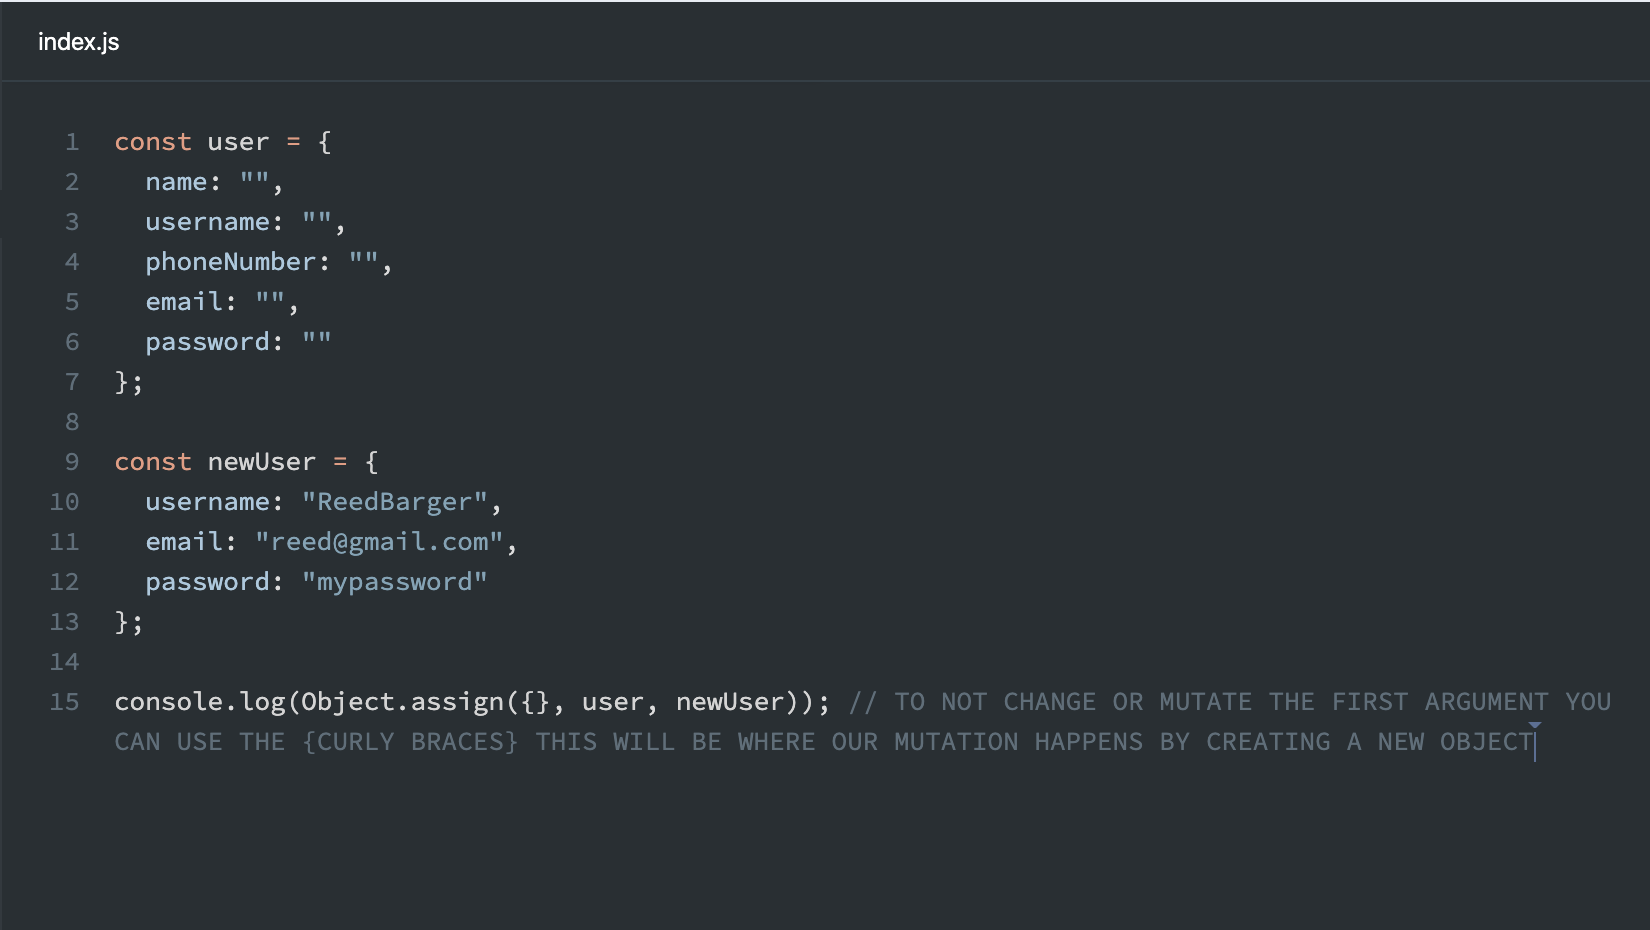 index.js
1 const user = {
2   name: "",
3   username: "",
4   phoneNumber: "",
5   email: "",
6   password: ""
7 };
8
9 const newUser = {
10   username: "ReedBarger",
11   email: "reed@gmail.com",
12   password: "mypassword"
13 };
14
15 console.log(Object.assign({}, user, newUser)); // TO NOT CHANGE OR MUTATE THE FIRST ARGUMENT YOU
CAN USE THE {CURLY BRACES} THIS WILL BE WHERE OUR MUTATION HAPPENS BY CREATING A NEW OBJECT